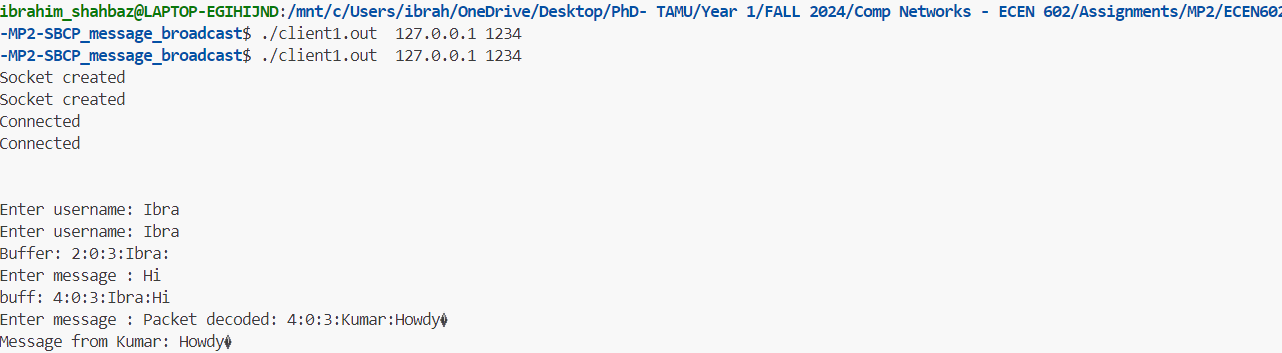 ibrahim_shahbaz@LAPTOP-EGIHIJND:/mnt/c/Users/ibrah/OneDrive/Desktop/PhD- TAMU/Year 1/FALL 2024/Comp Networks - ECEN 602/Assignments/MP2/ECEN602
-MP2-SBCP_message_broadcast$ ./client1.out  127.0.0.1 1234
-MP2-SBCP_message_broadcast$ ./client1.out  127.0.0.1 1234
Socket created
Socket created
Connected
Connected
Enter username: Ibra
Enter username: Ibra
Buffer: 2:0:3:Ibra:
Enter message : Hi
buff: 4:0:3:Ibra:Hi
Enter message : Packet decoded: 4:0:3:Kumar:Howdy�
Message from Kumar: Howdy�